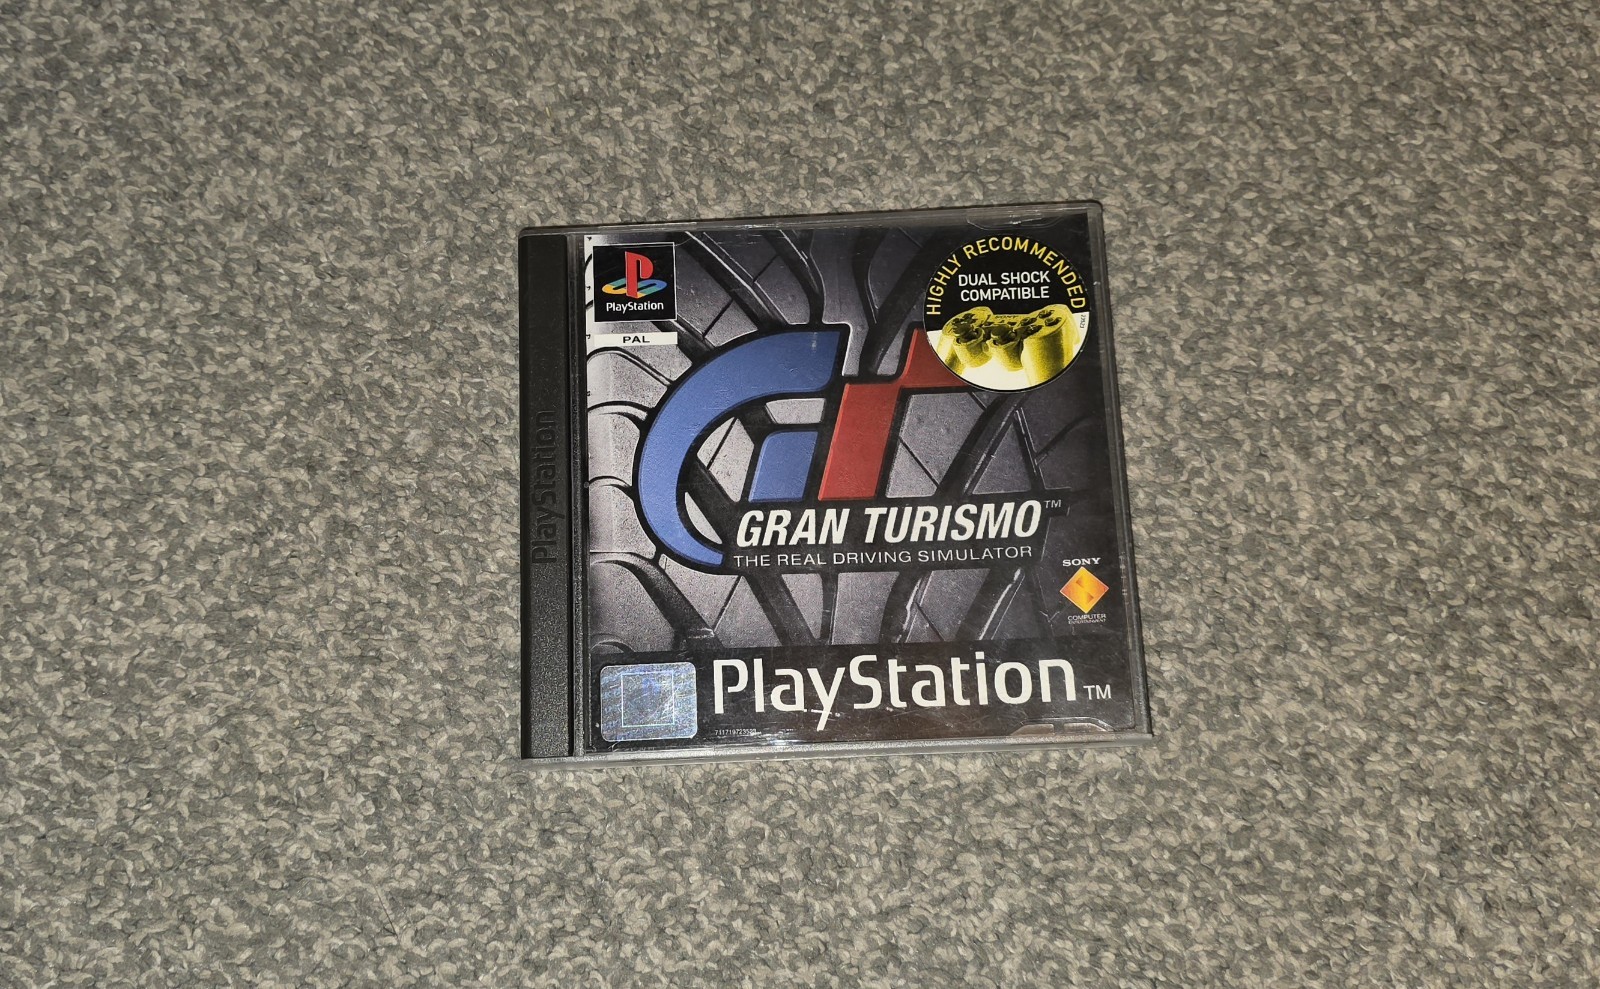 PlayStation
PlayStation
PAL
HIGHLY RECOMMENDED
DUAL SHOCK
COMPATIBLE
GT
GRAN TURISMO™
THE REAL DRIVING SIMULATOR
SONY
COMPUTER
ENTERTAINMENT
PlayStation™